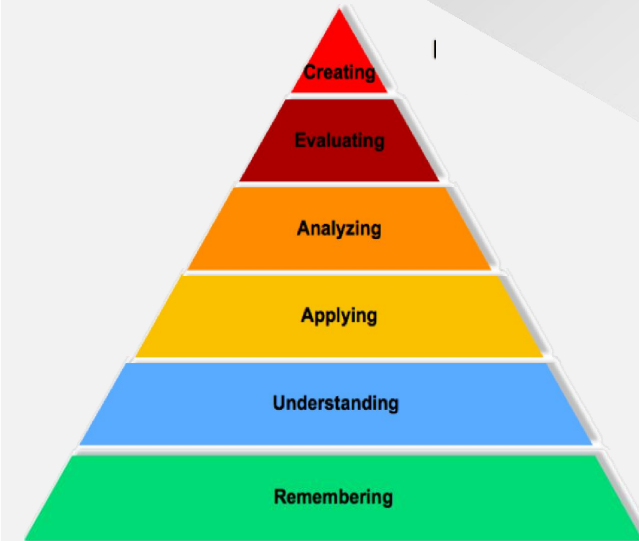 Creating
Evaluating
Analyzing
Applying
Understanding
Remembering